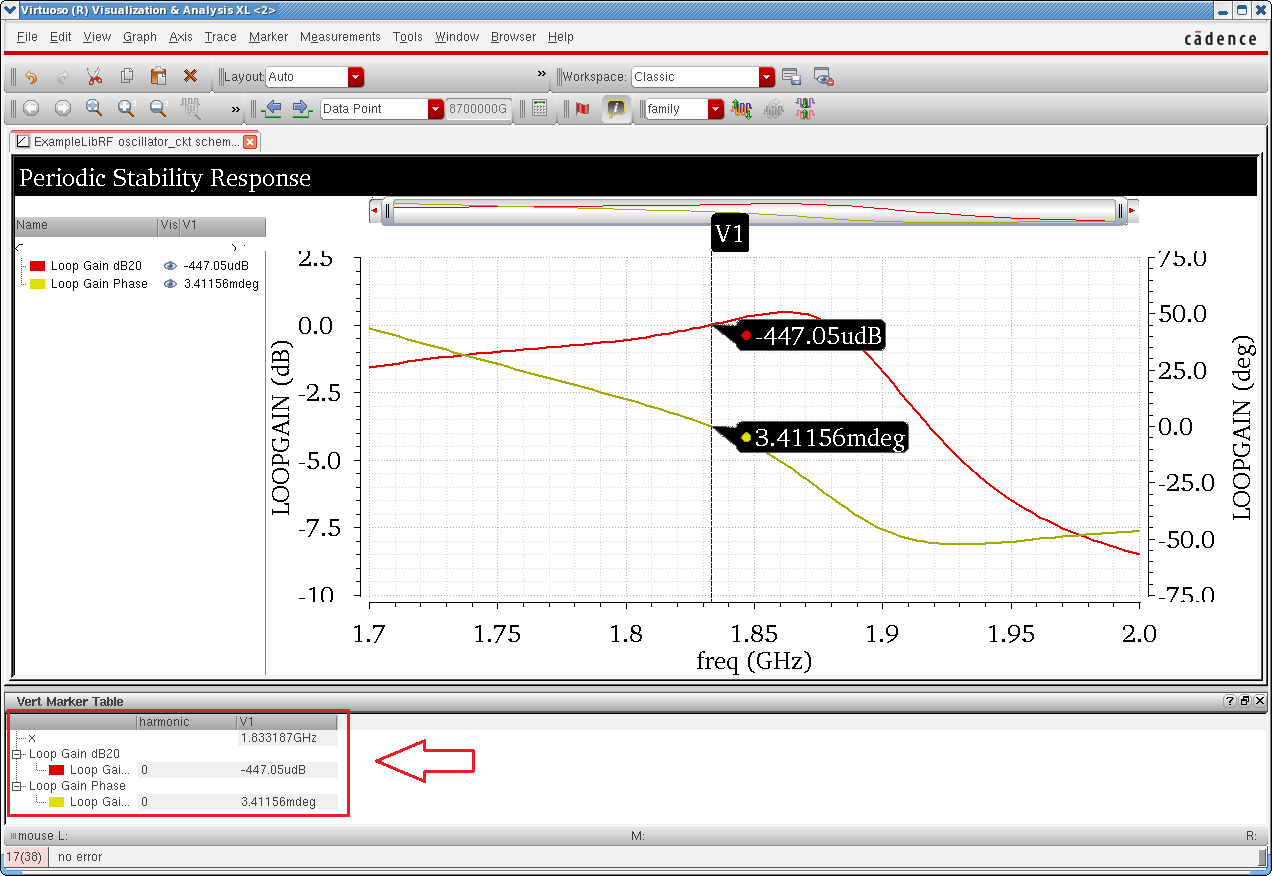 Virtuoso (R) Visualization & Analysis XL <2>
File Edit View Graph Axis Trace Marker Measurements Tools Window Browser Help
cādence
Layout: Auto » Workspace: Classic
» Data Point 8700000G family
ExampleLibRF oscillator_ckt schem...
Periodic Stability Response
Name Vis V1
Loop Gain dB20 -447.05udB
Loop Gain Phase 3.41156mdeg
V1
2.5
0.0
-2.5
-5.0
-7.5
-10
LOOPGAIN (dB)
-447.05udB
3.41156mdeg
75.0
50.0
25.0
0.0
-25.0
-50.0
-75.0
LOOPGAIN (deg)
1.7 1.75 1.8 1.85 1.9 1.95 2.0
freq (GHz)
Vert Marker Table
harmonic V1
x 1.833187GHz
Loop Gain dB20
Loop Gai... 0 -447.05udB
Loop Gain Phase
Loop Gai... 0 3.41156mdeg
mouse L: M: R:
17(38) no error